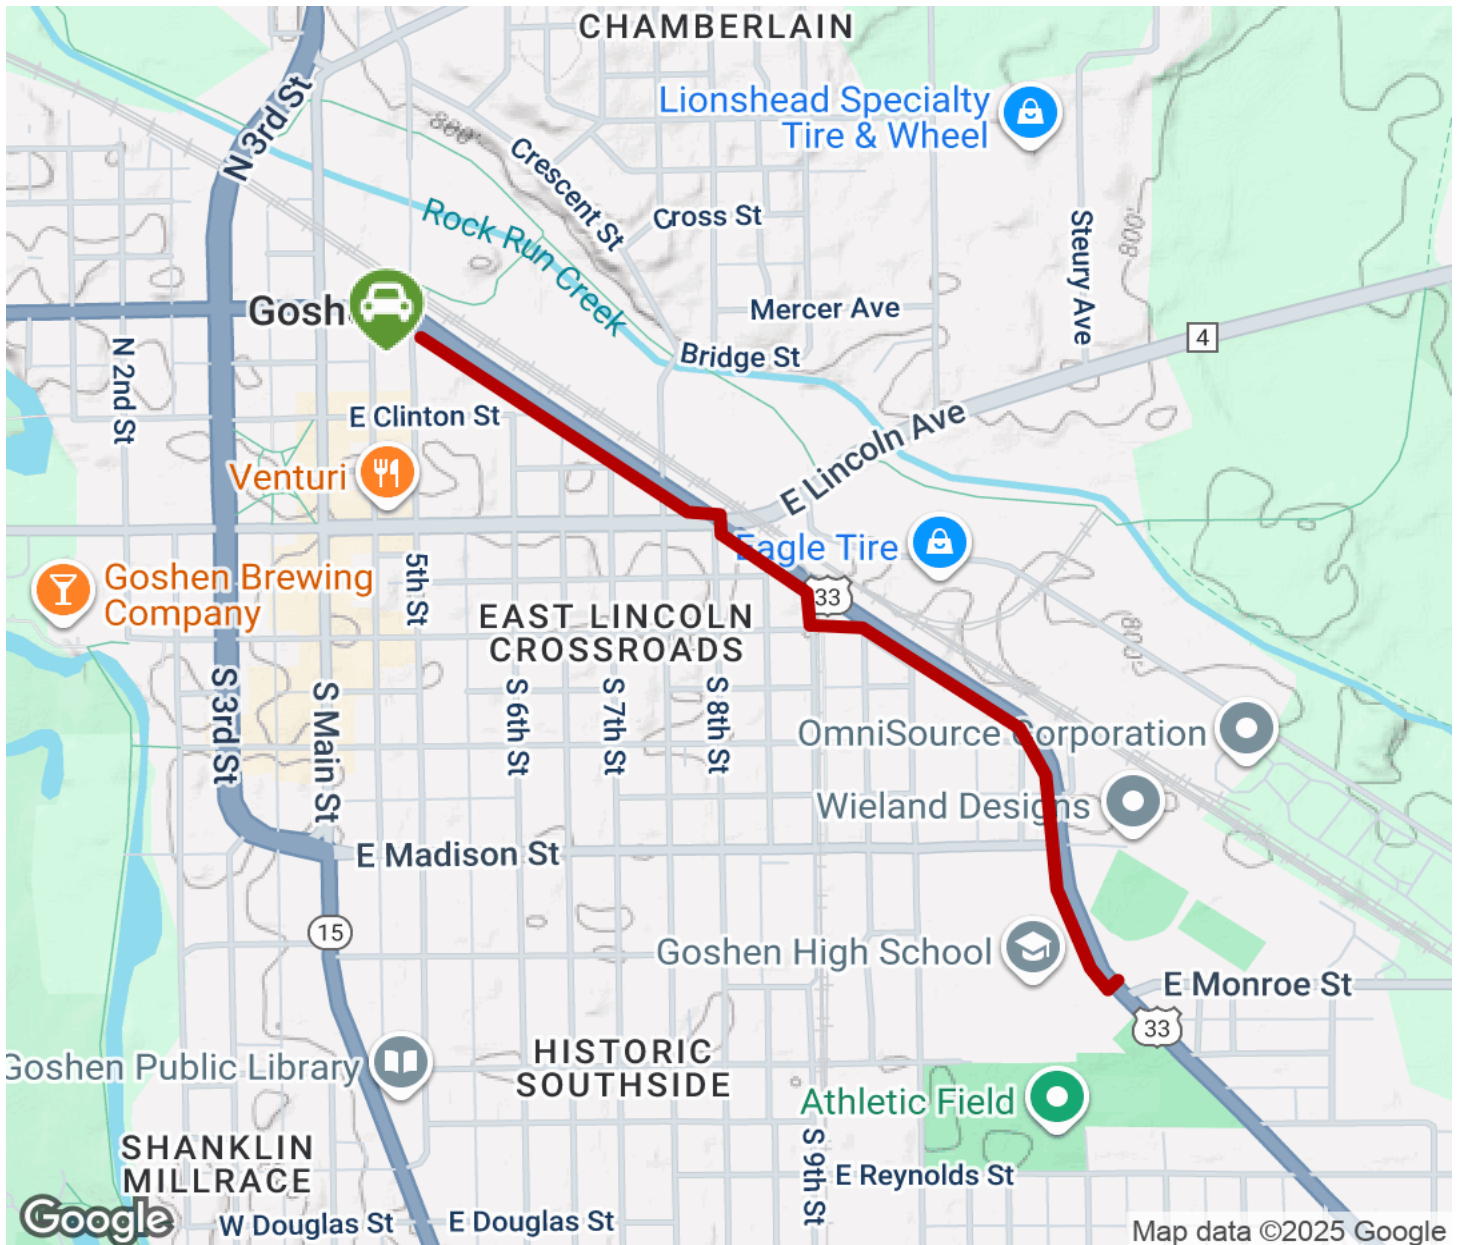 CHAMBERLAIN
Lionshead Specialty
Tire & Wheel
N 3rd St
800'
Crescent St
Cross St
Rock Run Creek
Steury Ave
800'
Mercer Ave
4
Bridge St
N 2nd St
E Clinton St
E Lincoln Ave
Venturi
Eagle Tire
5th St
33
Goshen Brewing
Company
EAST LINCOLN
CROSSROADS
800'
S 3rd St
S Main St
S 6th St
S 7th St
S 8th St
OmniSource Corporation
Wieland Designs
E Madison St
15
Goshen High School
E Monroe St
33
HISTORIC
SOUTHSIDE
Goshen Public Library
Athletic Field
SHANKLIN
MILLRACE
S 9th St
E Reynolds St
Google
W Douglas St
E Douglas St
Map data ©2025 Google